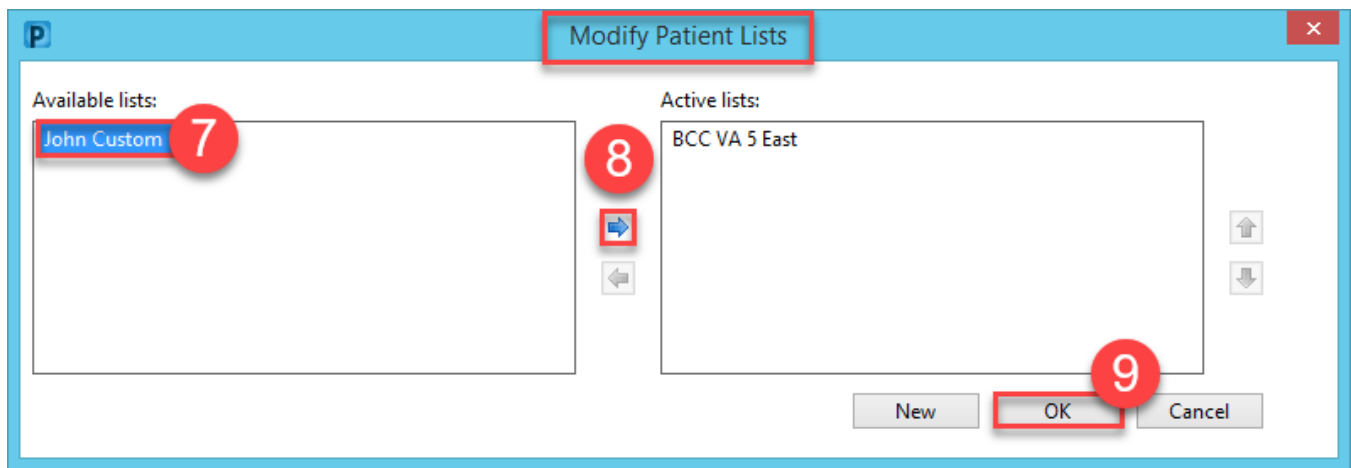 P
Modify Patient Lists
×
Available lists:
Active lists:
John Custom
7
8
BCC VA 5 East
9
New
OK
Cancel